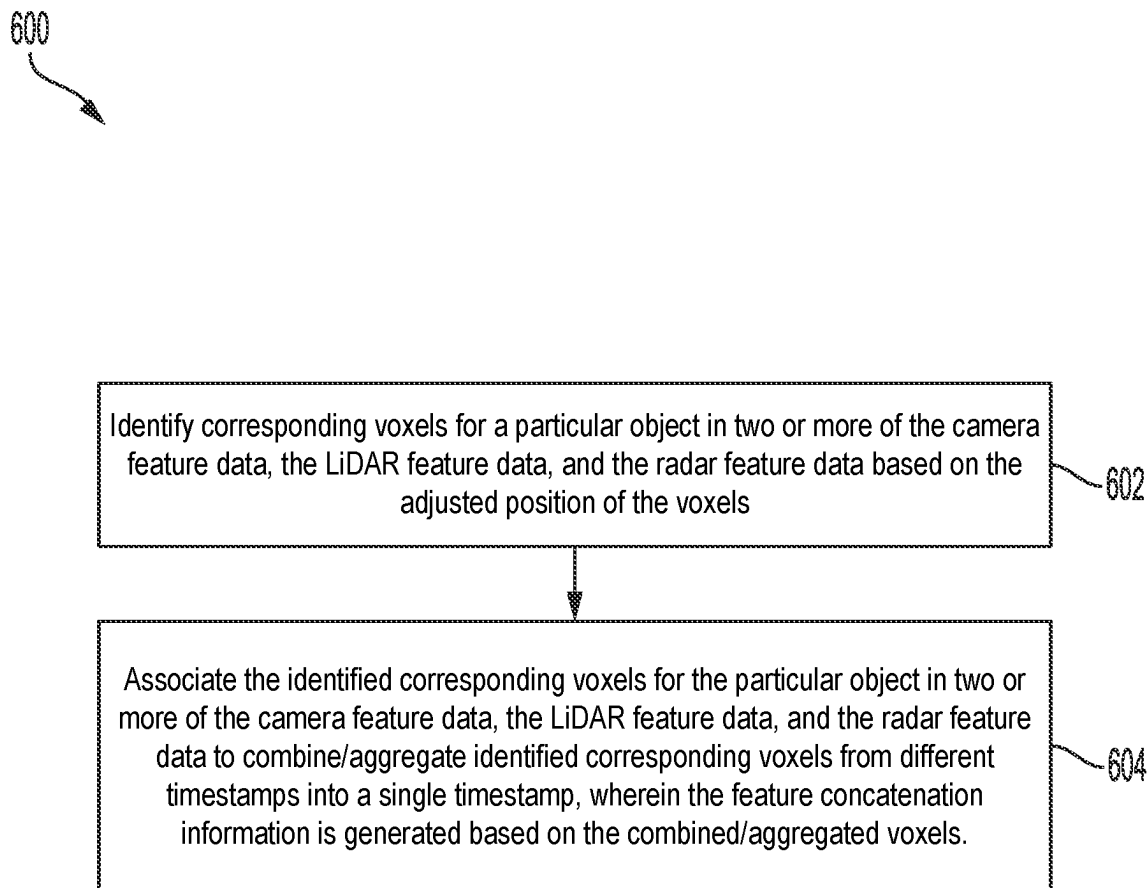 600
Identify corresponding voxels for a particular object in two or more of the camera
feature data, the LiDAR feature data, and the radar feature data based on the
adjusted position of the voxels
602
Associate the identified corresponding voxels for the particular object in two or
more of the camera feature data, the LiDAR feature data, and the radar feature
data to combine/aggregate identified corresponding voxels from different
timestamps into a single timestamp, wherein the feature concatenation
information is generated based on the combined/aggregated voxels.
604